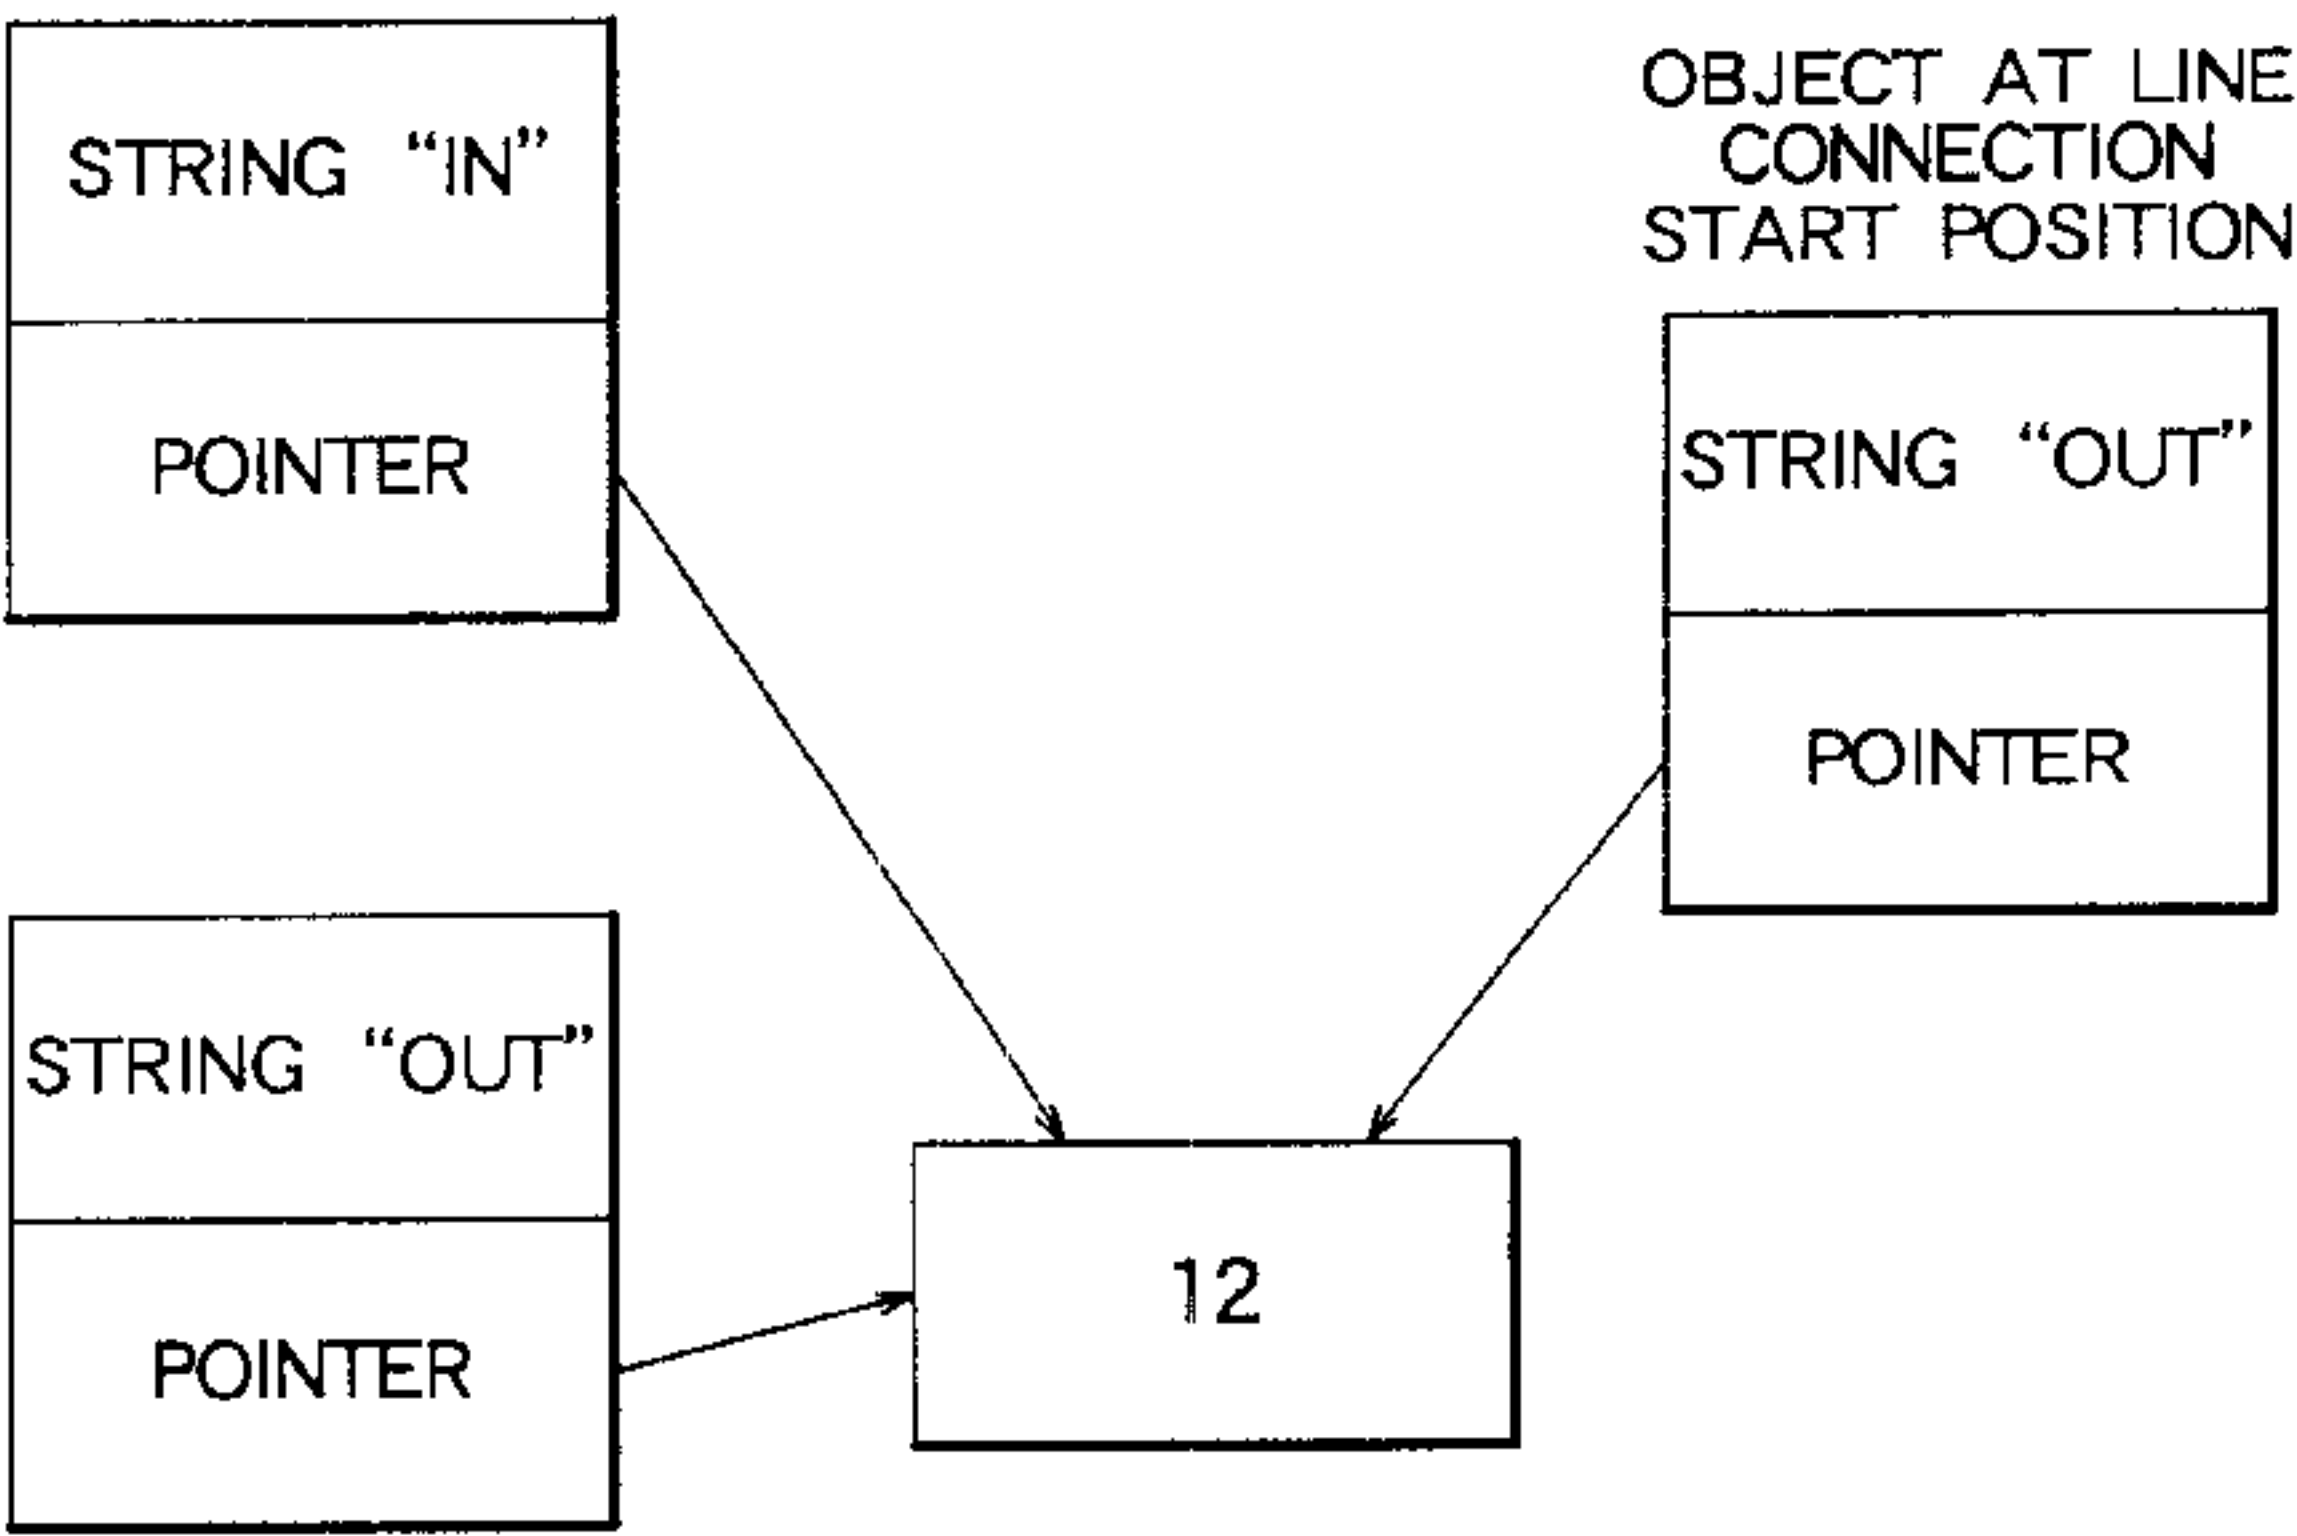 STRING “IN”
POINTER
OBJECT AT LINE
CONNECTION
START POSITION
STRING “OUT”
POINTER
STRING “OUT”
POINTER
12